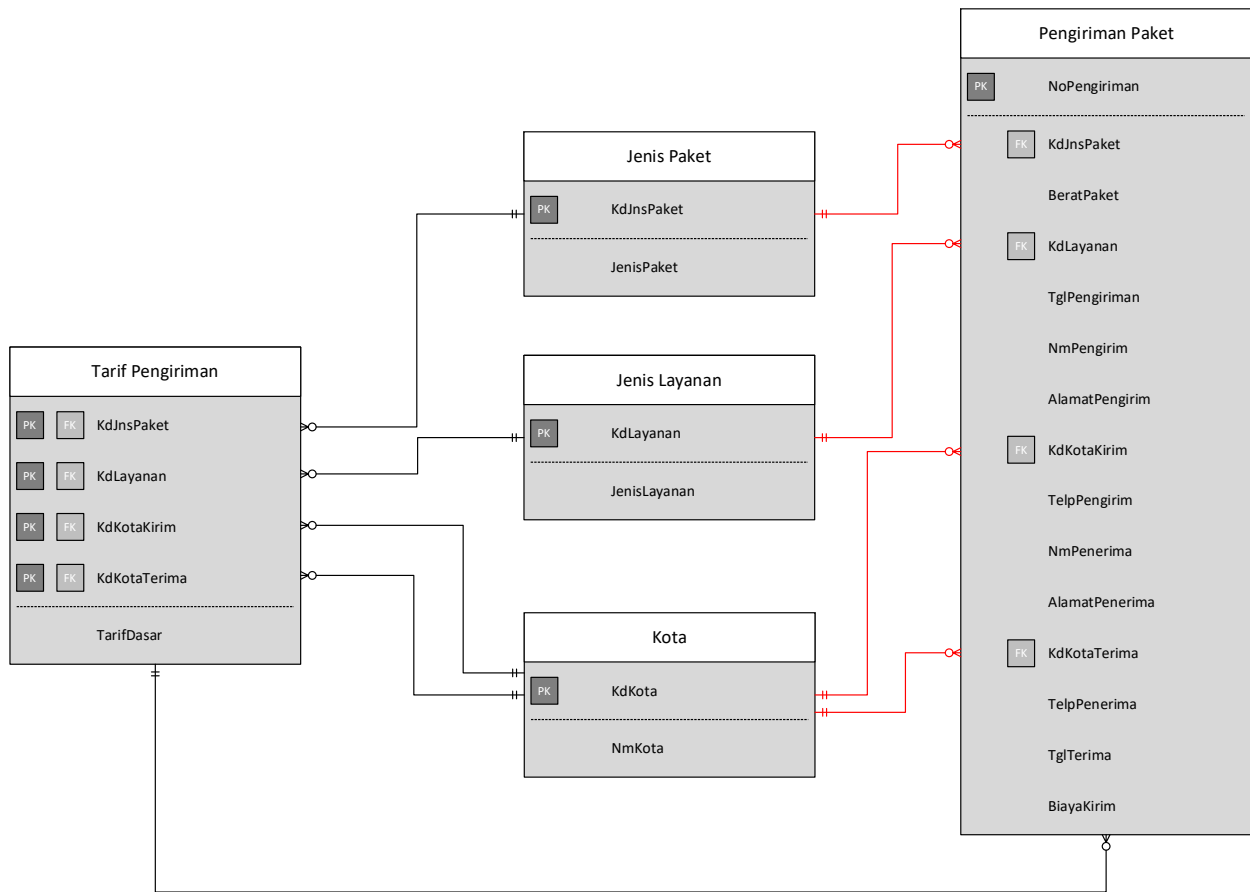 Pengiriman Paket
PK NoPengiriman
FK KdJnsPaket
BeratPaket
FK KdLayanan
TglPengiriman
NmPengirim
AlamatPengirim
FK KdKotaKirim
TelpPengirim
NmPenerima
AlamatPenerima
FK KdKotaTerima
TelpPenerima
TglTerima
BiayaKirim
Jenis Paket
PK KdJnsPaket
JenisPaket
Jenis Layanan
PK KdLayanan
JenisLayanan
Kota
PK KdKota
NmKota
Tarif Pengiriman
PK FK KdJnsPaket
PK FK KdLayanan
PK FK KdKotaKirim
PK FK KdKotaTerima
TarifDasar